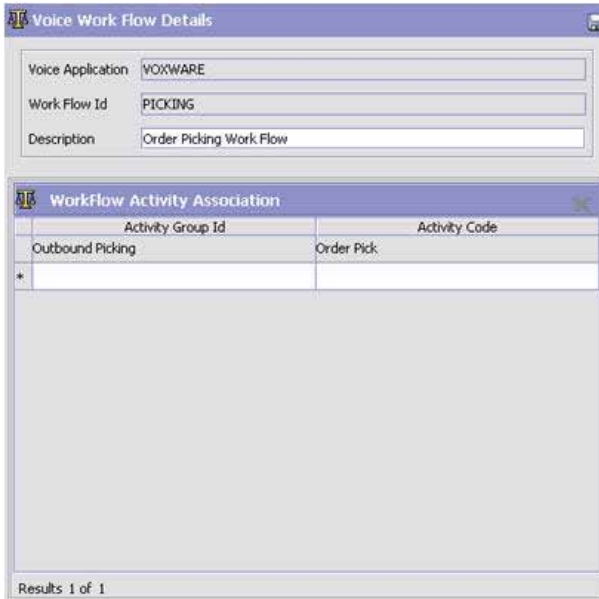 Voice Work Flow Details
Voice Application VOXWARE
Work Flow Id PICKING
Description Order Picking Work Flow
WorkFlow Activity Association
Activity Group Id Activity Code
Outbound Picking Order Pick
*
Results 1 of 1